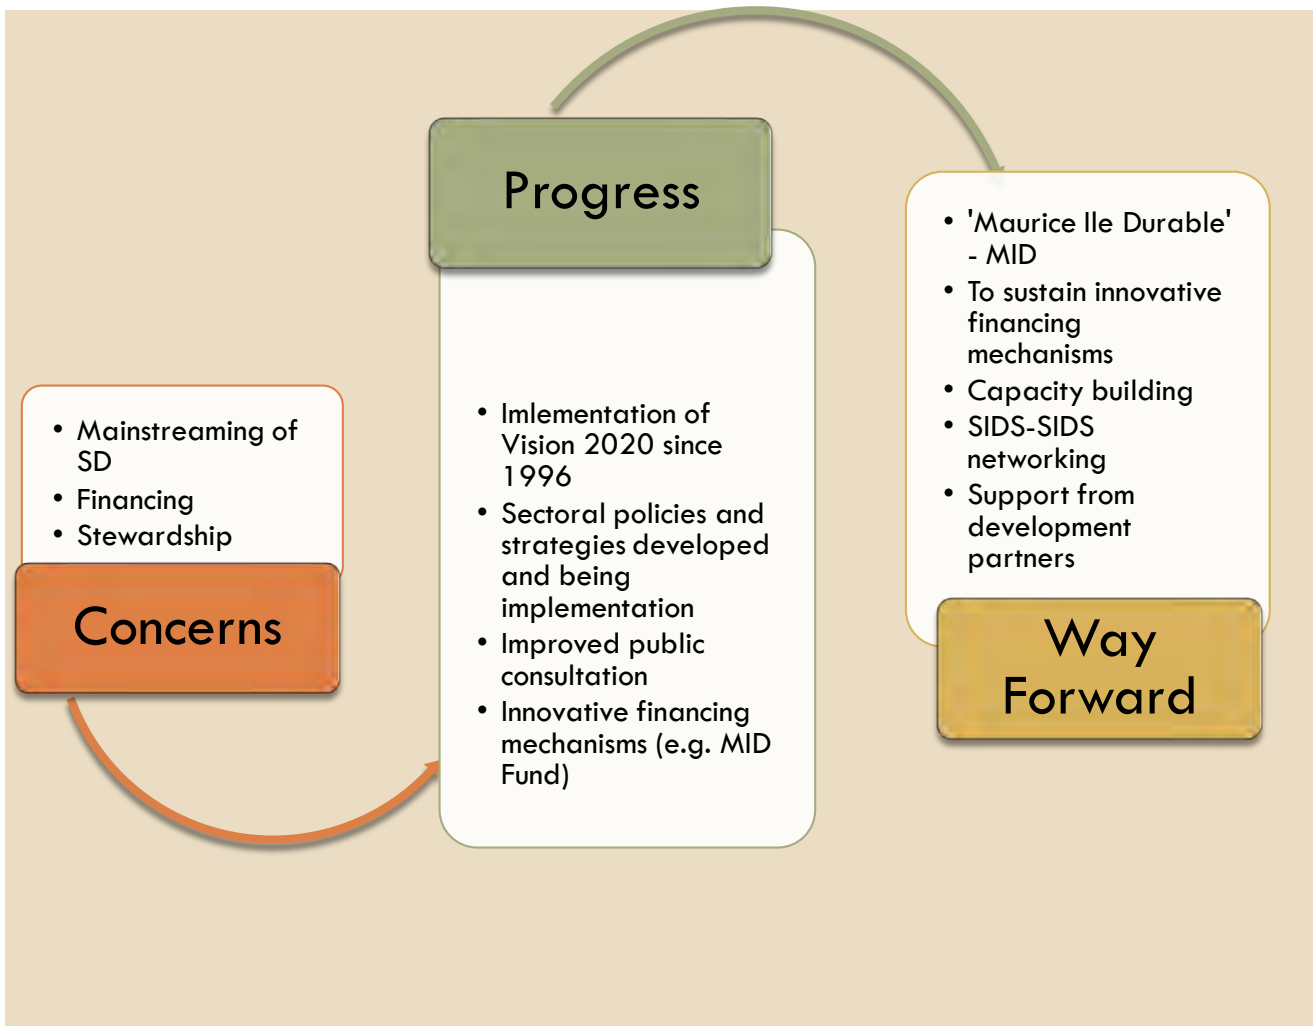 • Mainstreaming of
SD
• Financing
• Stewardship
Concerns
Progress
• Imlementation of
Vision 2020 since
1996
• Sectoral policies and
strategies developed
and being
implementation
• Improved public
consultation
• Innovative financing
mechanisms (e.g. MID
Fund)
• 'Maurice Ile Durable'
- MID
• To sustain innovative
financing
mechanisms
• Capacity building
• SIDS-SIDS
networking
• Support from
development
partners
Way
Forward